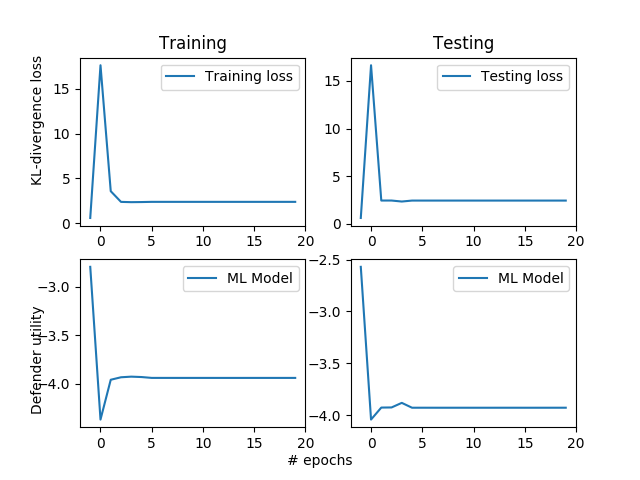 Training
Testing
KL-divergence loss
Training loss
Testing loss
15
10
5
0
15
10
5
0
0 5 10 15 20
0 5 10 15 20
Defender utility
ML Model
ML Model
−3.0
−3.5
−4.0
−2.5
−3.0
−3.5
−4.0
0 5 10 15 20
0 5 10 15 20
# epochs